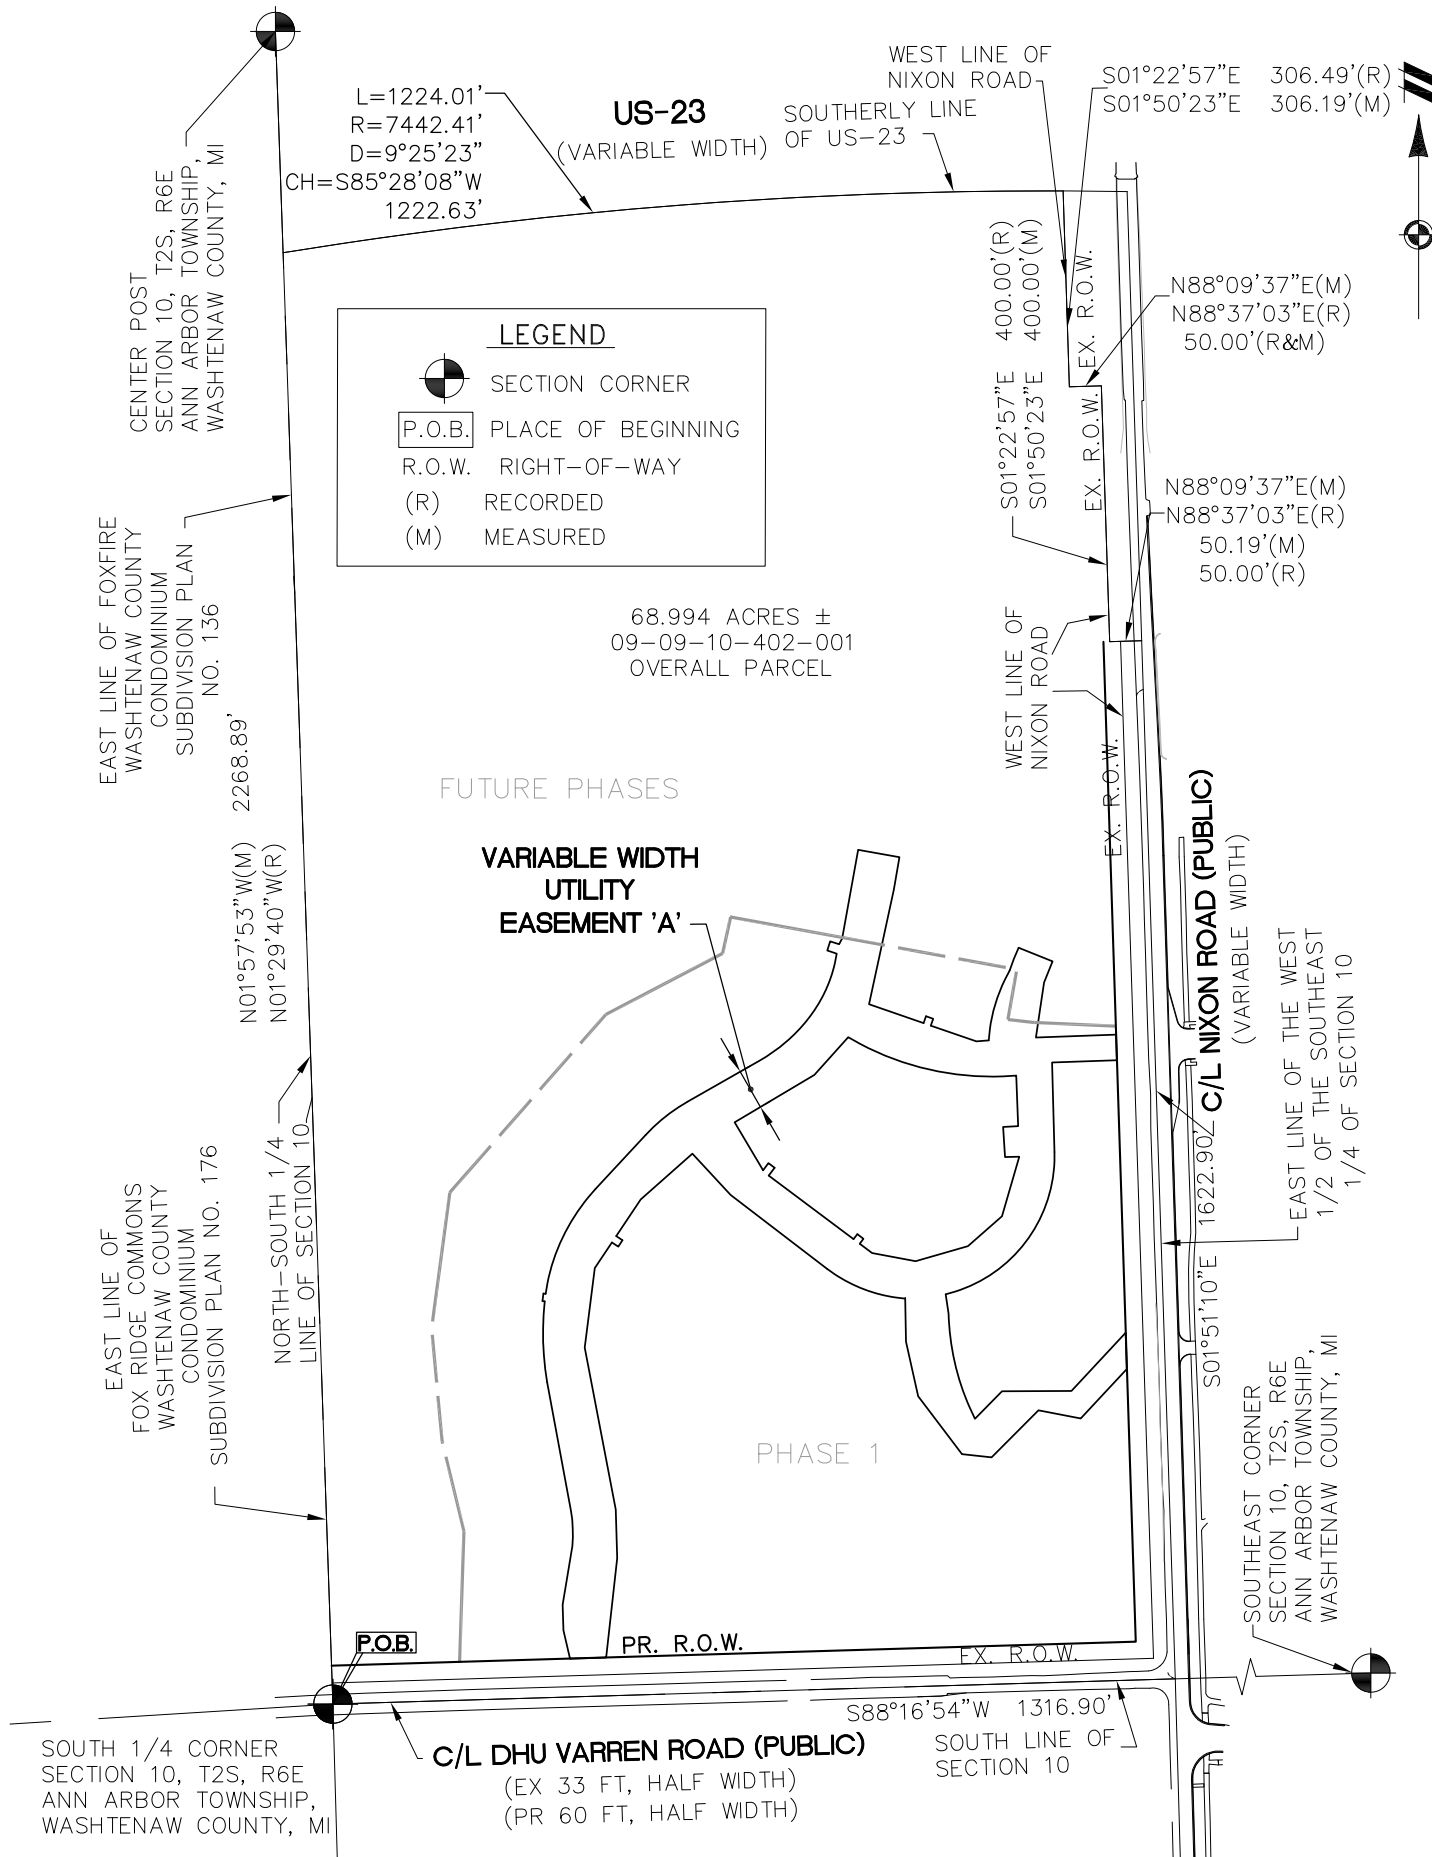 WEST LINE OF
NIXON ROAD
S01°22'57"E 306.49'(R)
S01°50'23"E 306.19'(M)
L=1224.01'
R=7442.41'
D=9°25'23"
CH=S85°28'08"W
1222.63'
US-23
(VARIABLE WIDTH)
SOUTHERLY LINE
OF US-23
CENTER POST
SECTION 10, T2S, R6E
ANN ARBOR TOWNSHIP,
WASHTENAW COUNTY, MI
S01°22'57"E 400.00'(R)
S01°50'23"E 400.00'(M)
EX. R.O.W.
EX. R.O.W.
N88°09'37"E(M)
N88°37'03"E(R)
50.00'(R&M)
LEGEND
SECTION CORNER
P.O.B. PLACE OF BEGINNING
R.O.W. RIGHT-OF-WAY
(R) RECORDED
(M) MEASURED
N88°09'37"E(M)
N88°37'03"E(R)
50.19'(M)
50.00'(R)
EAST LINE OF FOXFIRE
WASHTENAW COUNTY
CONDOMINIUM
SUBDIVISION PLAN
NO. 136
68.994 ACRES ±
09-09-10-402-001
OVERALL PARCEL
WEST LINE OF
NIXON ROAD
EX. R.O.W.
N01°57'53"W(M) 2268.89'
N01°29'40"W(R)
FUTURE PHASES
VARIABLE WIDTH
UTILITY
EASEMENT 'A'
C/L NIXON ROAD (PUBLIC)
(VARIABLE WIDTH)
EAST LINE OF THE WEST
1/2 OF THE SOUTHEAST
1/4 OF SECTION 10
S01°51'10"E 1622.90'
NORTH-SOUTH 1/4
LINE OF SECTION 10
EAST LINE OF
FOX RIDGE COMMONS
WASHTENAW COUNTY
CONDOMINIUM
SUBDIVISION PLAN NO. 176
PHASE 1
SOUTHEAST CORNER
SECTION 10, T2S, R6E
ANN ARBOR TOWNSHIP,
WASHTENAW COUNTY, MI
P.O.B.
PR. R.O.W.
EX. R.O.W.
S88°16'54"W 1316.90'
SOUTH LINE OF
SECTION 10
C/L DHU VARREN ROAD (PUBLIC)
(EX 33 FT, HALF WIDTH)
(PR 60 FT, HALF WIDTH)
SOUTH 1/4 CORNER
SECTION 10, T2S, R6E
ANN ARBOR TOWNSHIP,
WASHTENAW COUNTY, MI